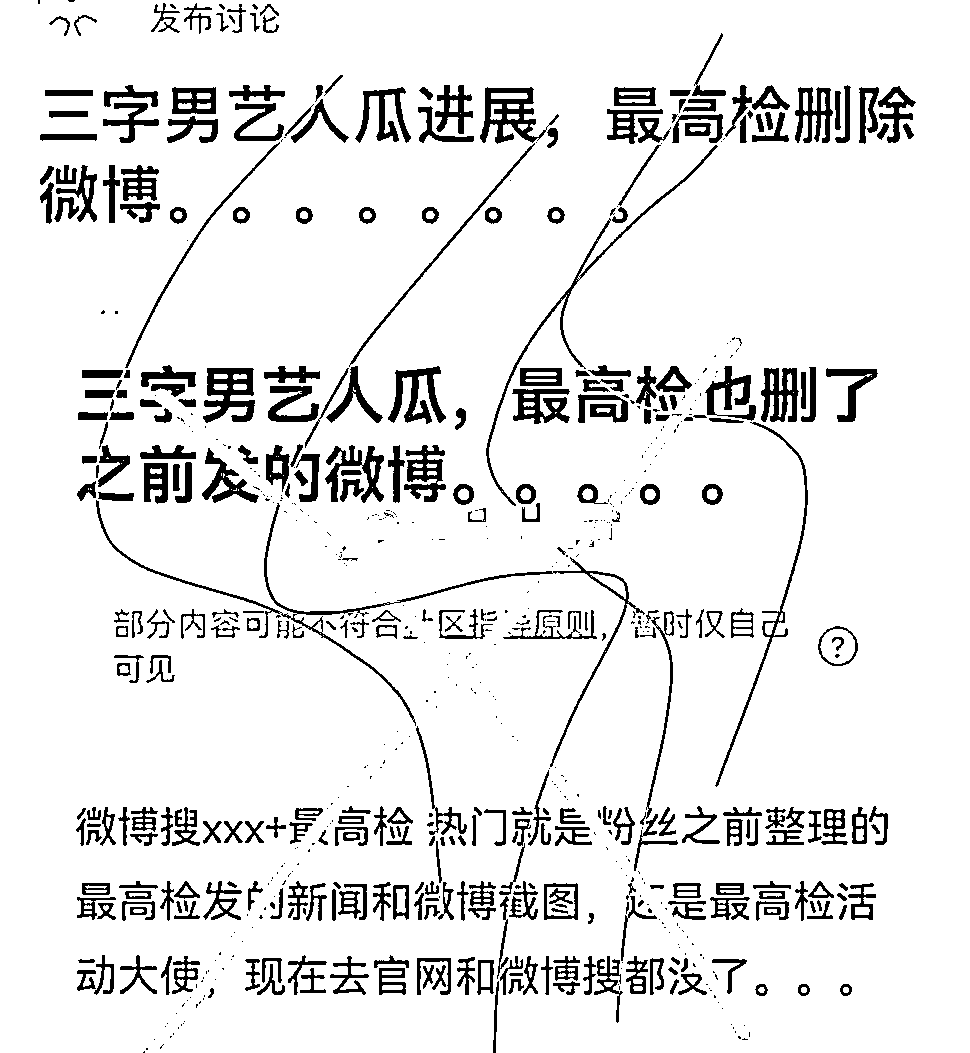 发布讨论
三字男艺人瓜进展，最高检删除
微博。。。。。。。。
三字男艺人瓜，最高检也删了
之前发的微博。。。。。
部分内容可能不符合社区指导原则，暂时仅自己
可见
?
微博搜xxx+最高检 热门就是粉丝之前整理的
最高检发的新闻和微博截图，还是最高检活
动大使，现在去官网和微博搜都没了。。。